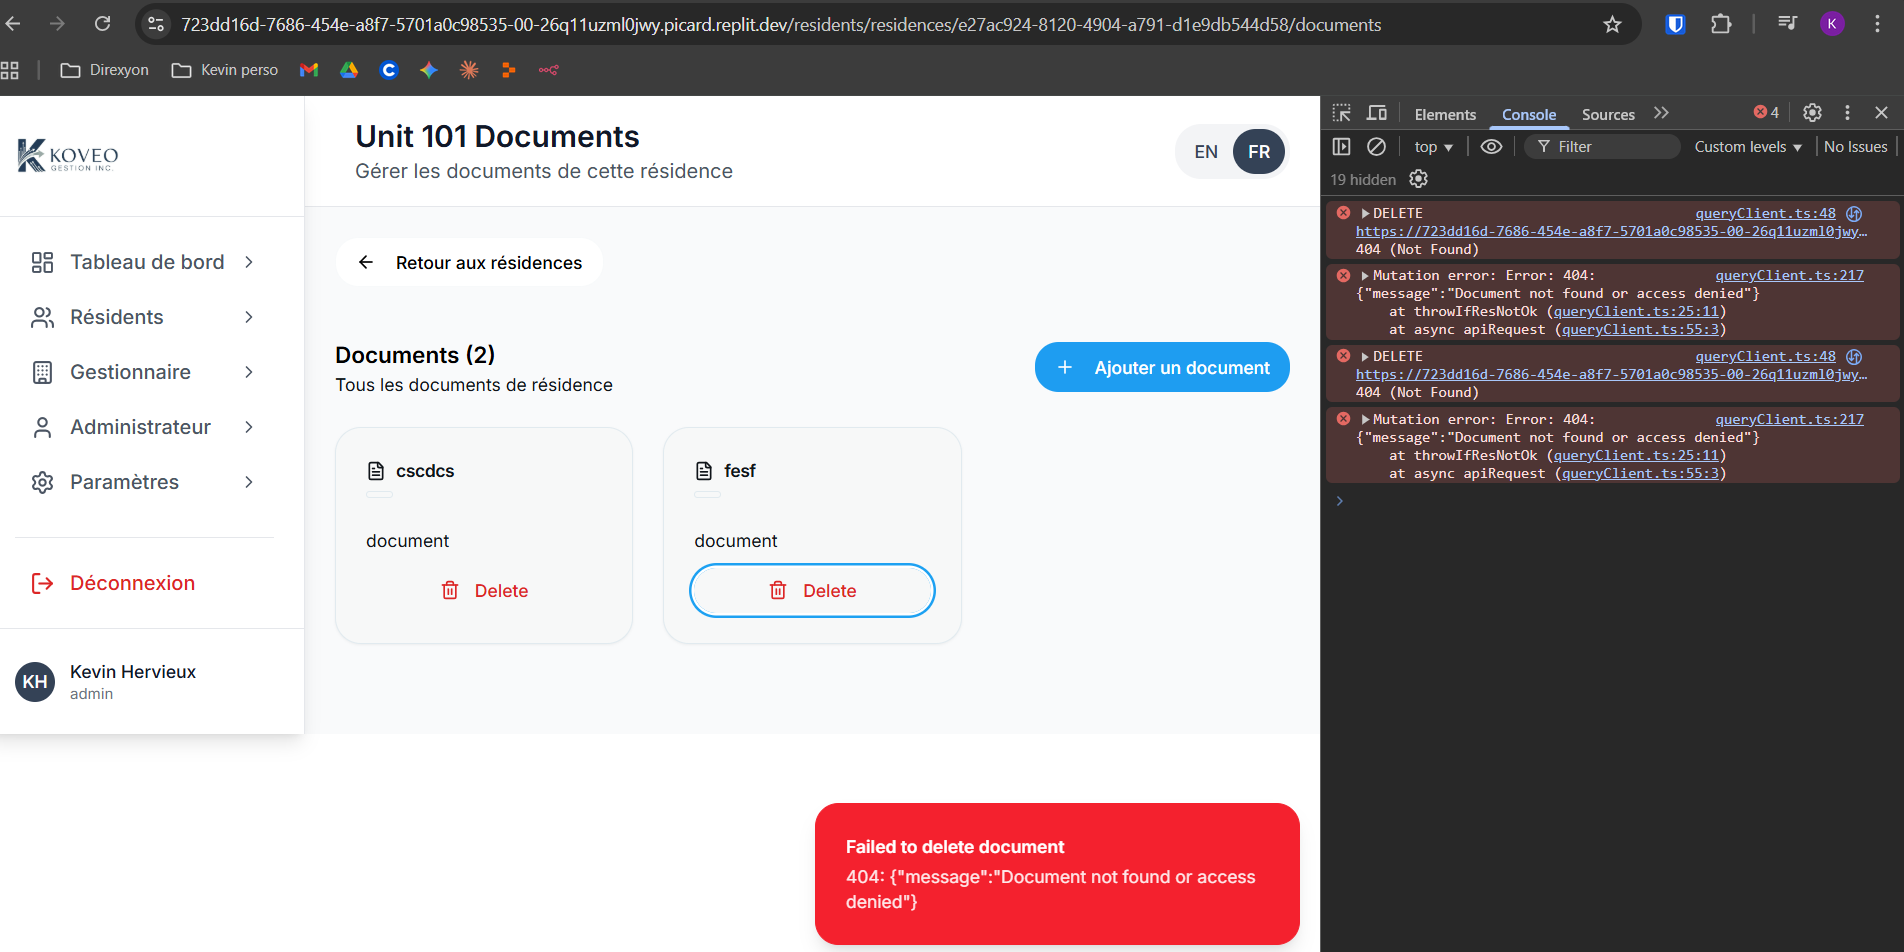 723dd16d-7686-454e-a8f7-5701a0c98535-00-26q11uzml0jwy.picard.replit.dev/residents/residences/e27ac924-8120-4904-a791-d1e9db544d58/documents
K
Direxyon
Kevin perso
KOVEO
GESTION INC.
Tableau de bord
Résidents
Gestionnaire
Administrateur
Paramètres
Déconnexion
KH
Kevin Hervieux
admin
Unit 101 Documents
Gérer les documents de cette résidence
EN
FR
Retour aux résidences
Documents (2)
Tous les documents de résidence
Ajouter un document
cscdcs
document
Delete
fesf
document
Delete
Failed to delete document
404: {"message":"Document not found or access
denied"}
Elements
Console
Sources
4
top
Filter
Custom levels
No Issues
19 hidden
DELETE queryClient.ts:48
https://723dd16d-7686-454e-a8f7-5701a0c98535-00-26q11uzml0jwy…
404 (Not Found)
Mutation error: Error: 404: queryClient.ts:217
{"message":"Document not found or access denied"}
at throwIfResNotOk (queryClient.ts:25:11)
at async apiRequest (queryClient.ts:55:3)
DELETE queryClient.ts:48
https://723dd16d-7686-454e-a8f7-5701a0c98535-00-26q11uzml0jwy…
404 (Not Found)
Mutation error: Error: 404: queryClient.ts:217
{"message":"Document not found or access denied"}
at throwIfResNotOk (queryClient.ts:25:11)
at async apiRequest (queryClient.ts:55:3)